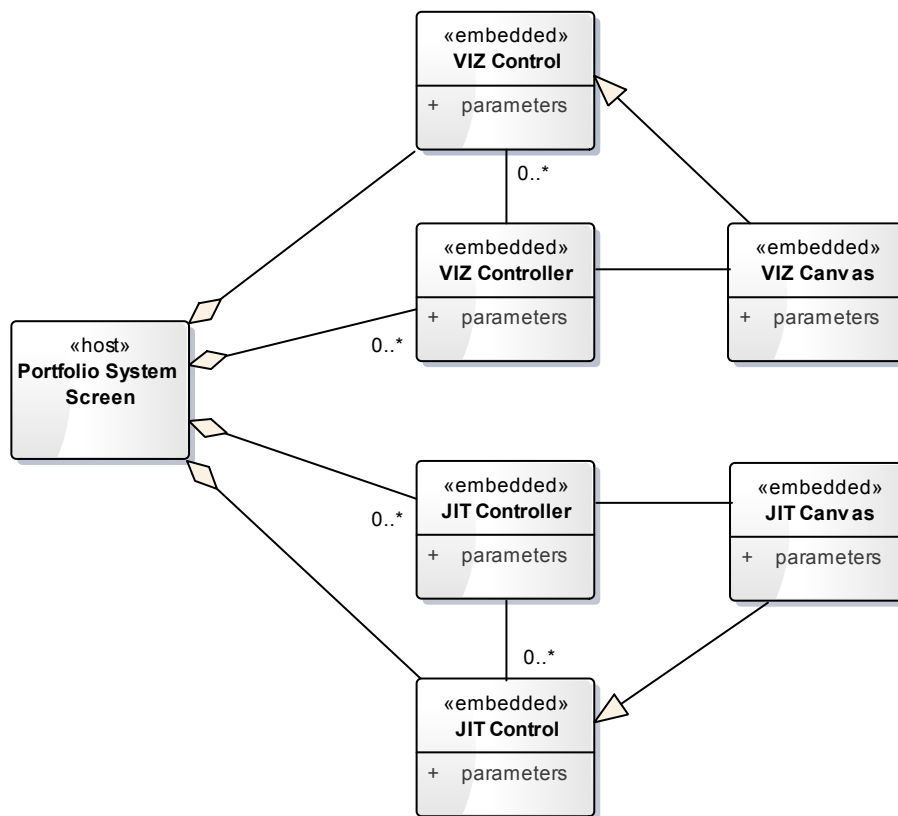 «embedded»
VIZ Control
+ parameters
0..*
«embedded»
VIZ Controller
+ parameters
«embedded»
VIZ Canvas
+ parameters
0..*
«host»
Portfolio System
Screen
«embedded»
JIT Controller
+ parameters
0..*
«embedded»
JIT Canvas
+ parameters
0..*
«embedded»
JIT Control
+ parameters